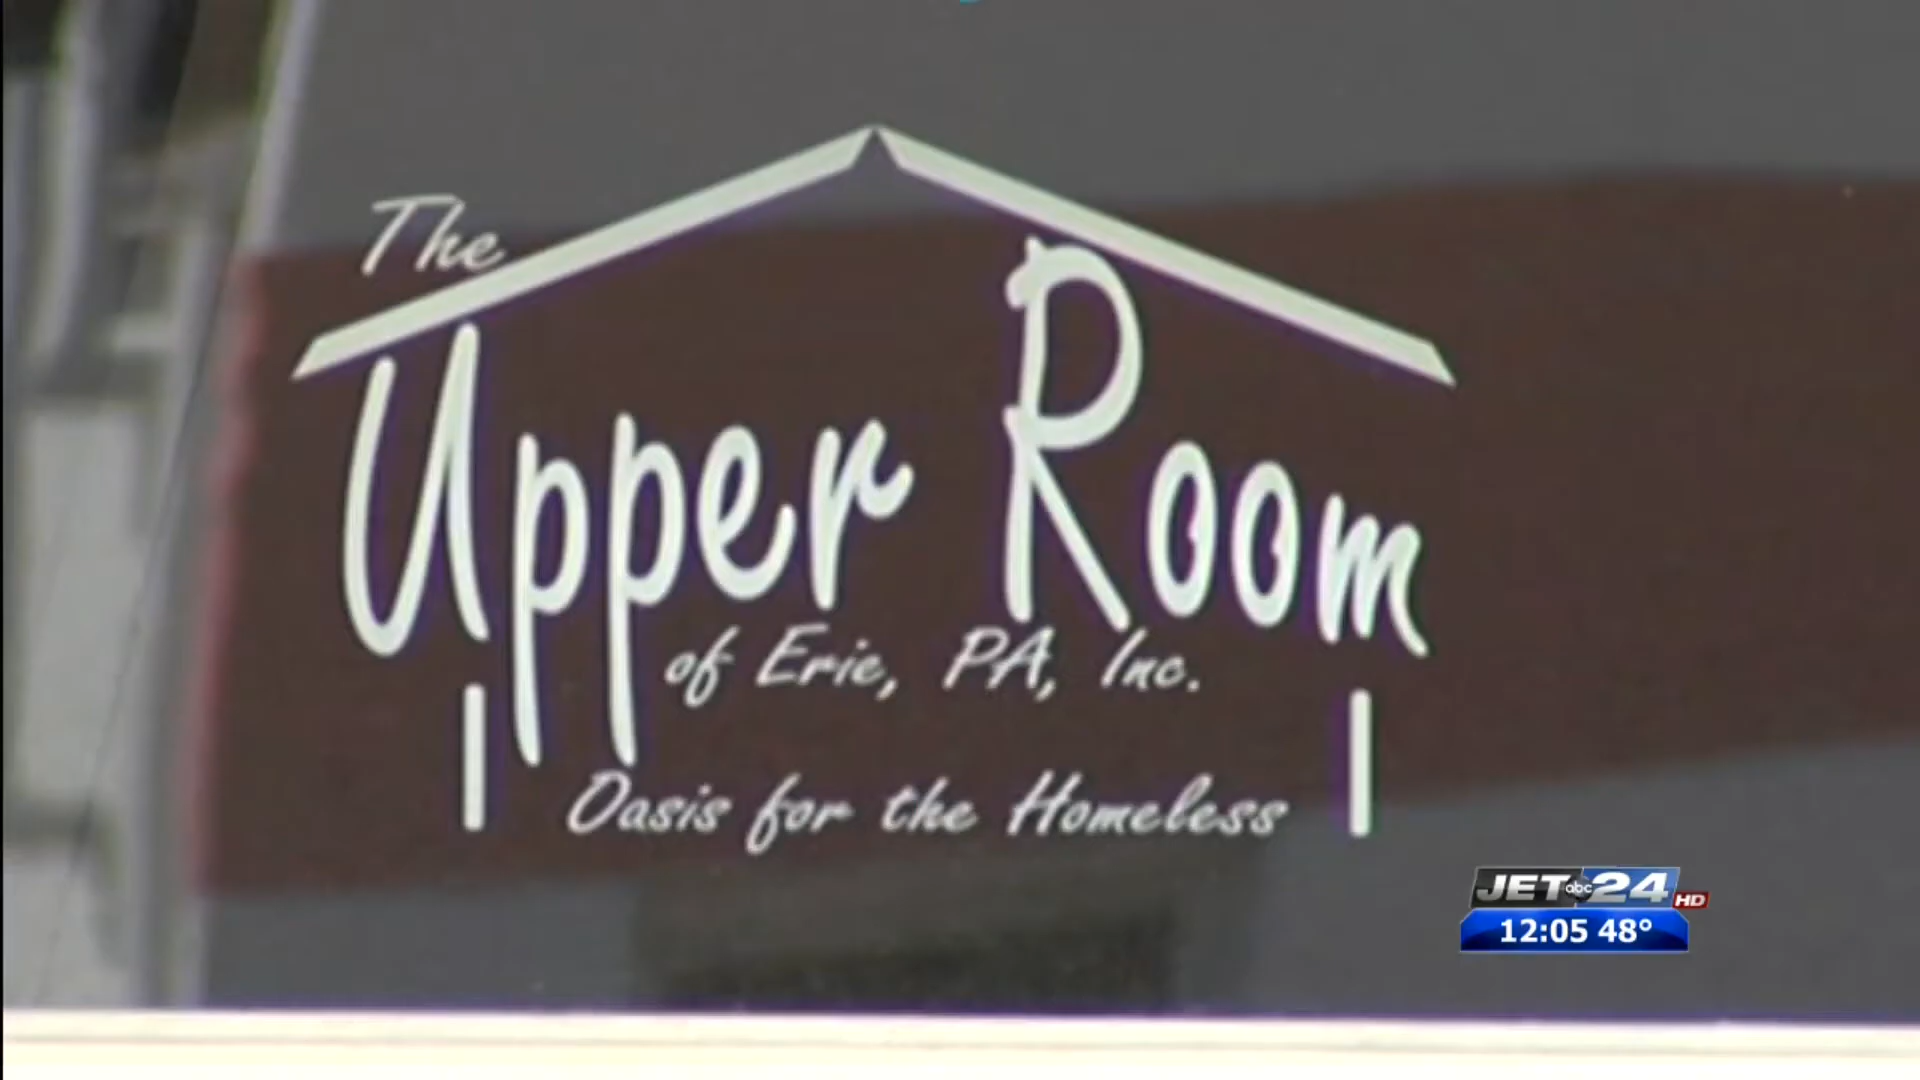 The
Upper Room
of Erie, PA, Inc.
Oasis for the Homeless
JET abc 24 HD
12:05 48°